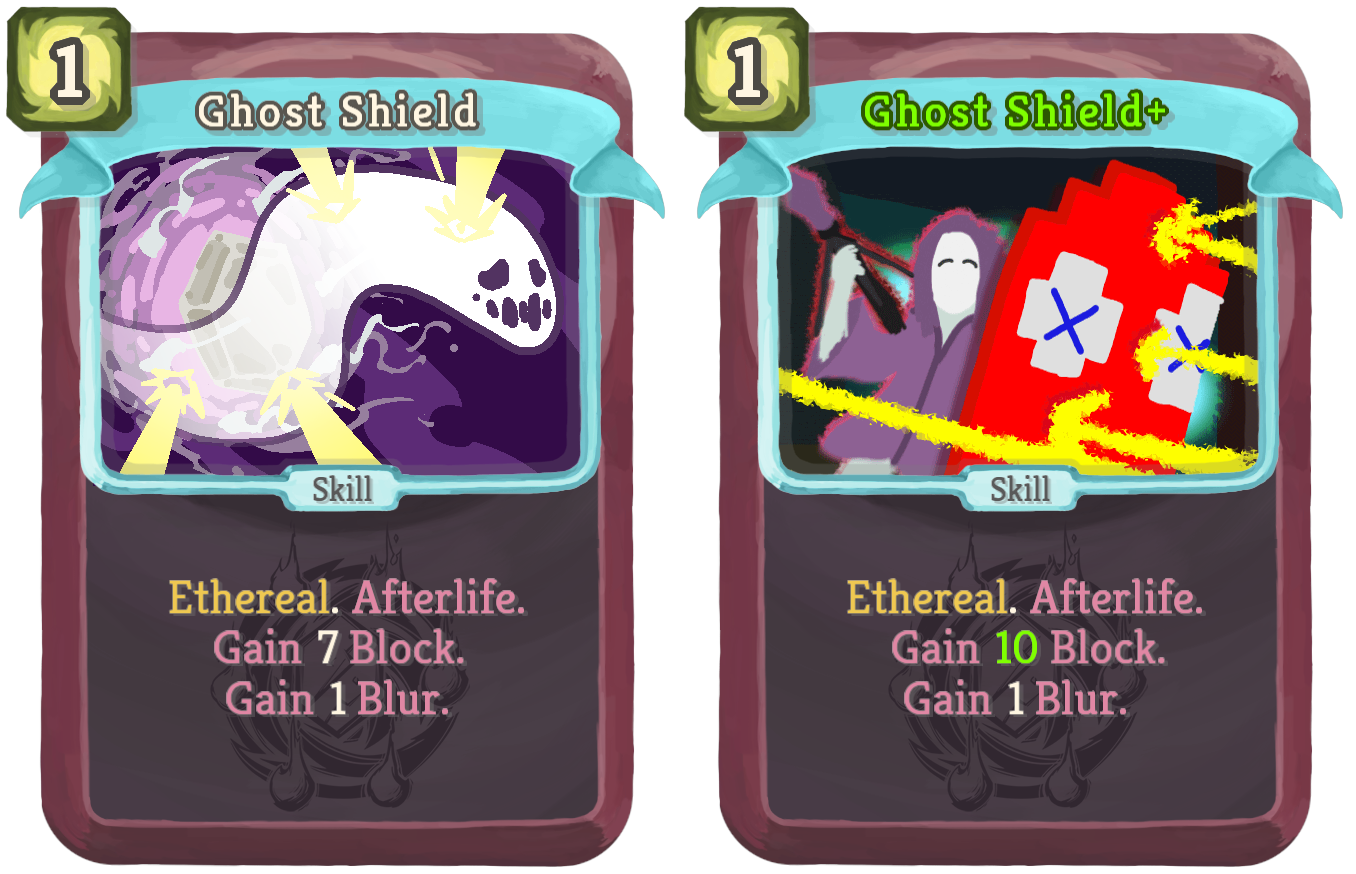 1
Ghost Shield
Skill
Ethereal. Afterlife.
Gain 7 Block.
Gain 1 Blur.
1
Ghost Shield+
Skill
Ethereal. Afterlife.
Gain 10 Block.
Gain 1 Blur.